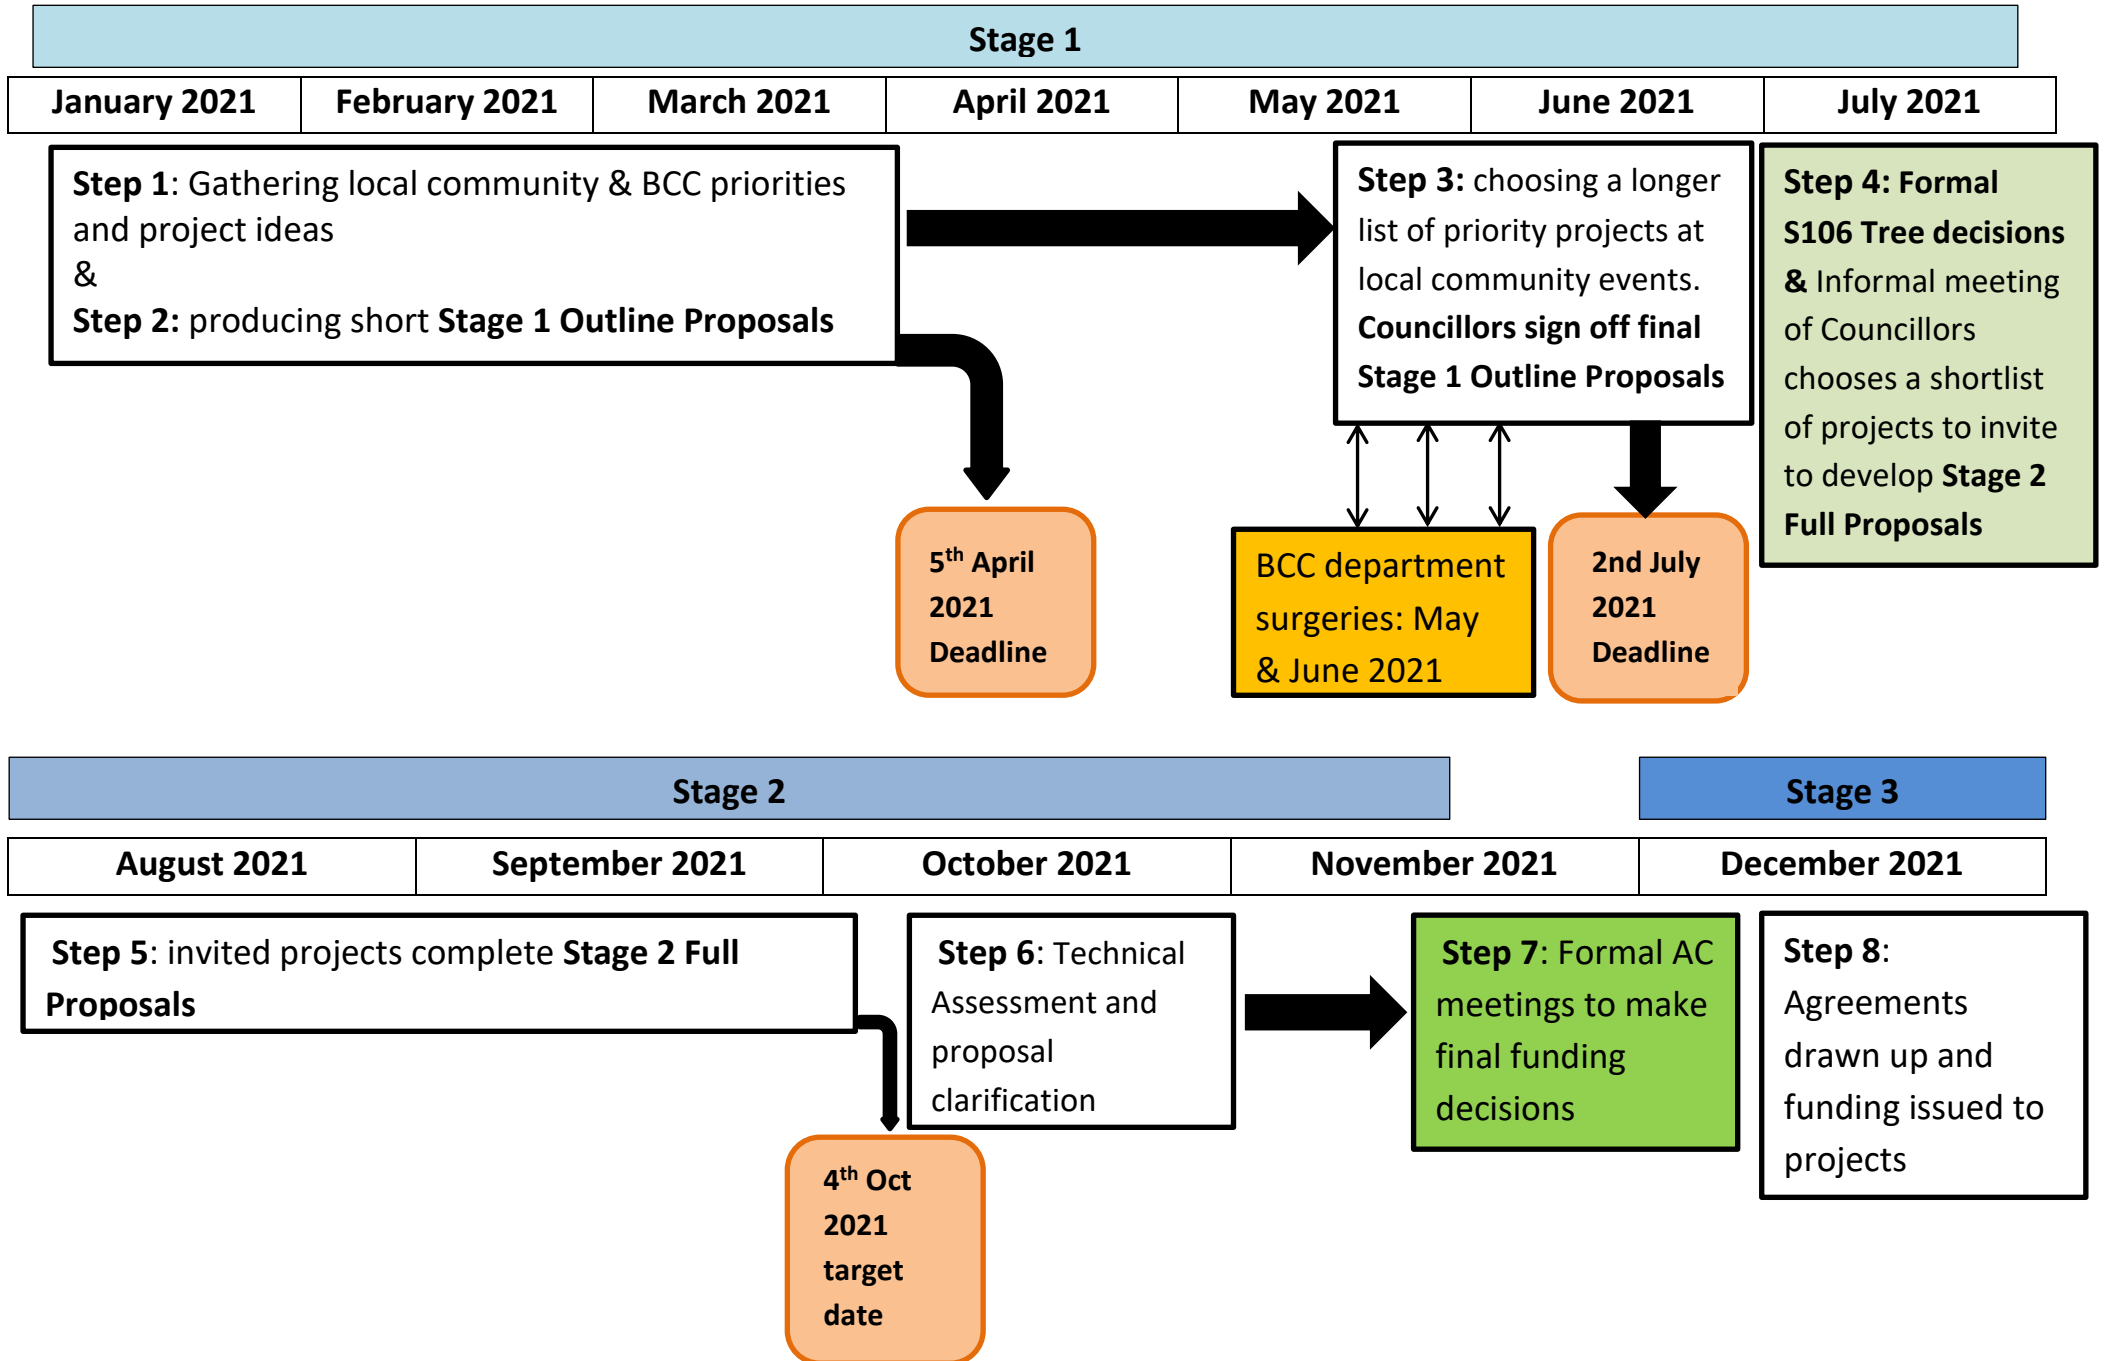 Stage 1
January 2021
February 2021
March 2021
April 2021
May 2021
June 2021
July 2021
Step 1: Gathering local community & BCC priorities
and project ideas
&
Step 2: producing short Stage 1 Outline Proposals
Step 3: choosing a longer
list of priority projects at
local community events.
Councillors sign off final
Stage 1 Outline Proposals
Step 4: Formal
S106 Tree decisions
& Informal meeting
of Councillors
chooses a shortlist
of projects to invite
to develop Stage 2
Full Proposals
5th April
2021
Deadline
BCC department
surgeries: May
& June 2021
2nd July
2021
Deadline
Stage 2
Stage 3
August 2021
September 2021
October 2021
November 2021
December 2021
Step 5: invited projects complete Stage 2 Full
Proposals
Step 6: Technical
Assessment and
proposal
clarification
Step 7: Formal AC
meetings to make
final funding
decisions
Step 8:
Agreements
drawn up and
funding issued to
projects
4th Oct
2021
target
date